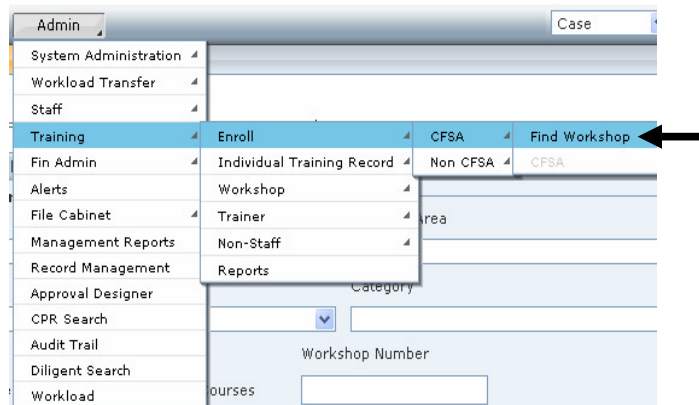 Admin
Case
System Administration
Workload Transfer
Staff
Training
Enroll
CFSA
Find Workshop
Fin Admin
Individual Training Record
Non CFSA
CFSA
Alerts
Workshop
File Cabinet
Trainer
Area
Management Reports
Non-Staff
Record Management
Reports
Approval Designer
Category
CPR Search
Audit Trail
Workshop Number
Diligent Search
Workload
ourses